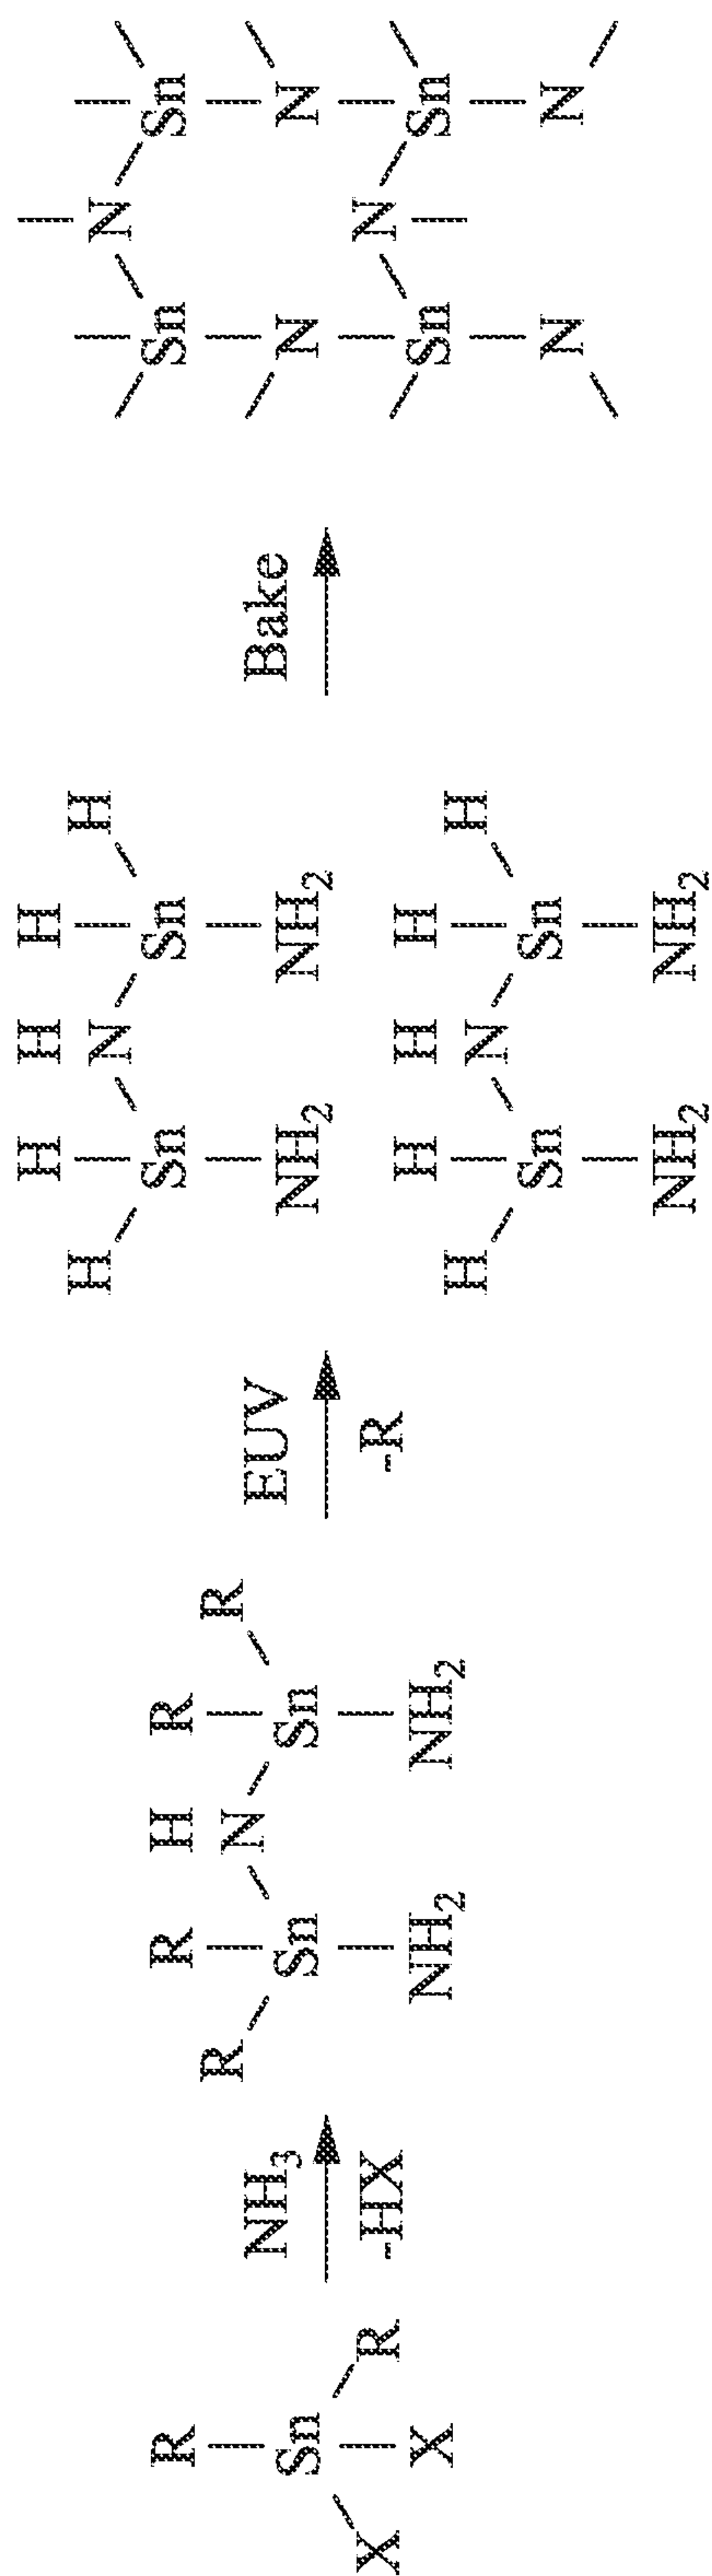 R
Sn
X R
X
NH₃
-HX
R H R
R N R
Sn Sn
NH₂ NH₂
EUV
-R
H H H
H N H
Sn Sn
NH₂ NH₂
H H H
H N H
Sn Sn
NH₂ NH₂
Bake
N
Sn Sn
N N
N
Sn Sn
N N